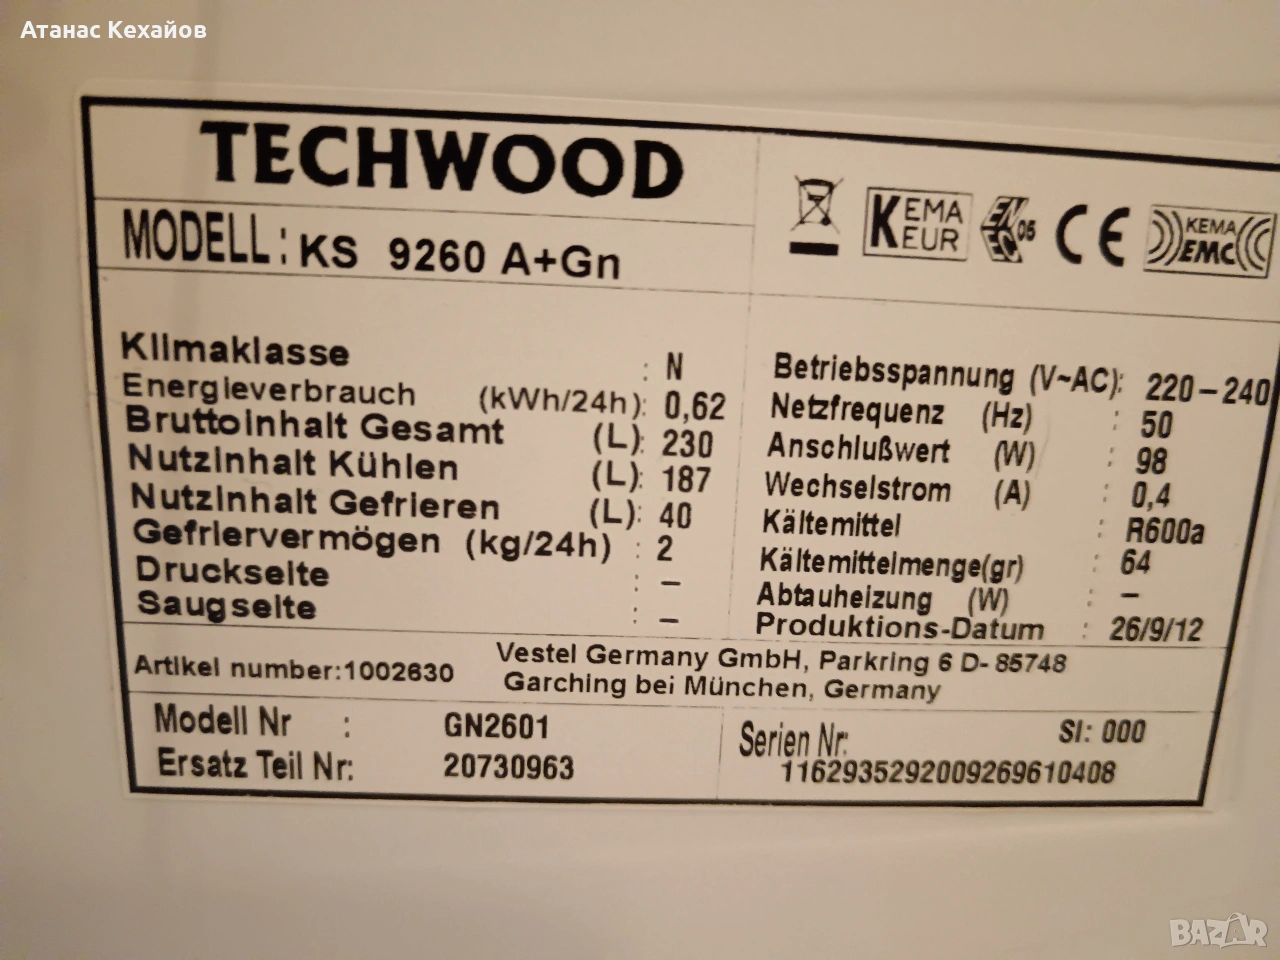 Атанас Кехайов
TECHWOOD
MODELL: KS 9260 A+Gn
KEMA
EUR
05
CE
KEMA
EMC
Klimaklasse : N
Energieverbrauch (kWh/24h): 0,62
Bruttoinhalt Gesamt (L): 230
Nutzinhalt Kühlen (L): 187
Nutzinhalt Gefrieren (L): 40
Gefriervermögen (kg/24h) : 2
Druckseite : –
Saugseite : –
Betriebsspannung (V~AC): 220–240
Netzfrequenz (Hz) : 50
Anschlußwert (W) : 98
Wechselstrom (A) : 0,4
Kältemittel : R600a
Kältemittelmenge(gr) : 64
Abtauheizung (W) : –
Produktions-Datum : 26/9/12
Artikel number:1002630
Vestel Germany GmbH, Parkring 6 D- 85748
Garching bei München, Germany
Modell Nr : GN2601
Ersatz Teil Nr: 20730963
Serien Nr: SI: 000
1162935292009269610408
BAZAR